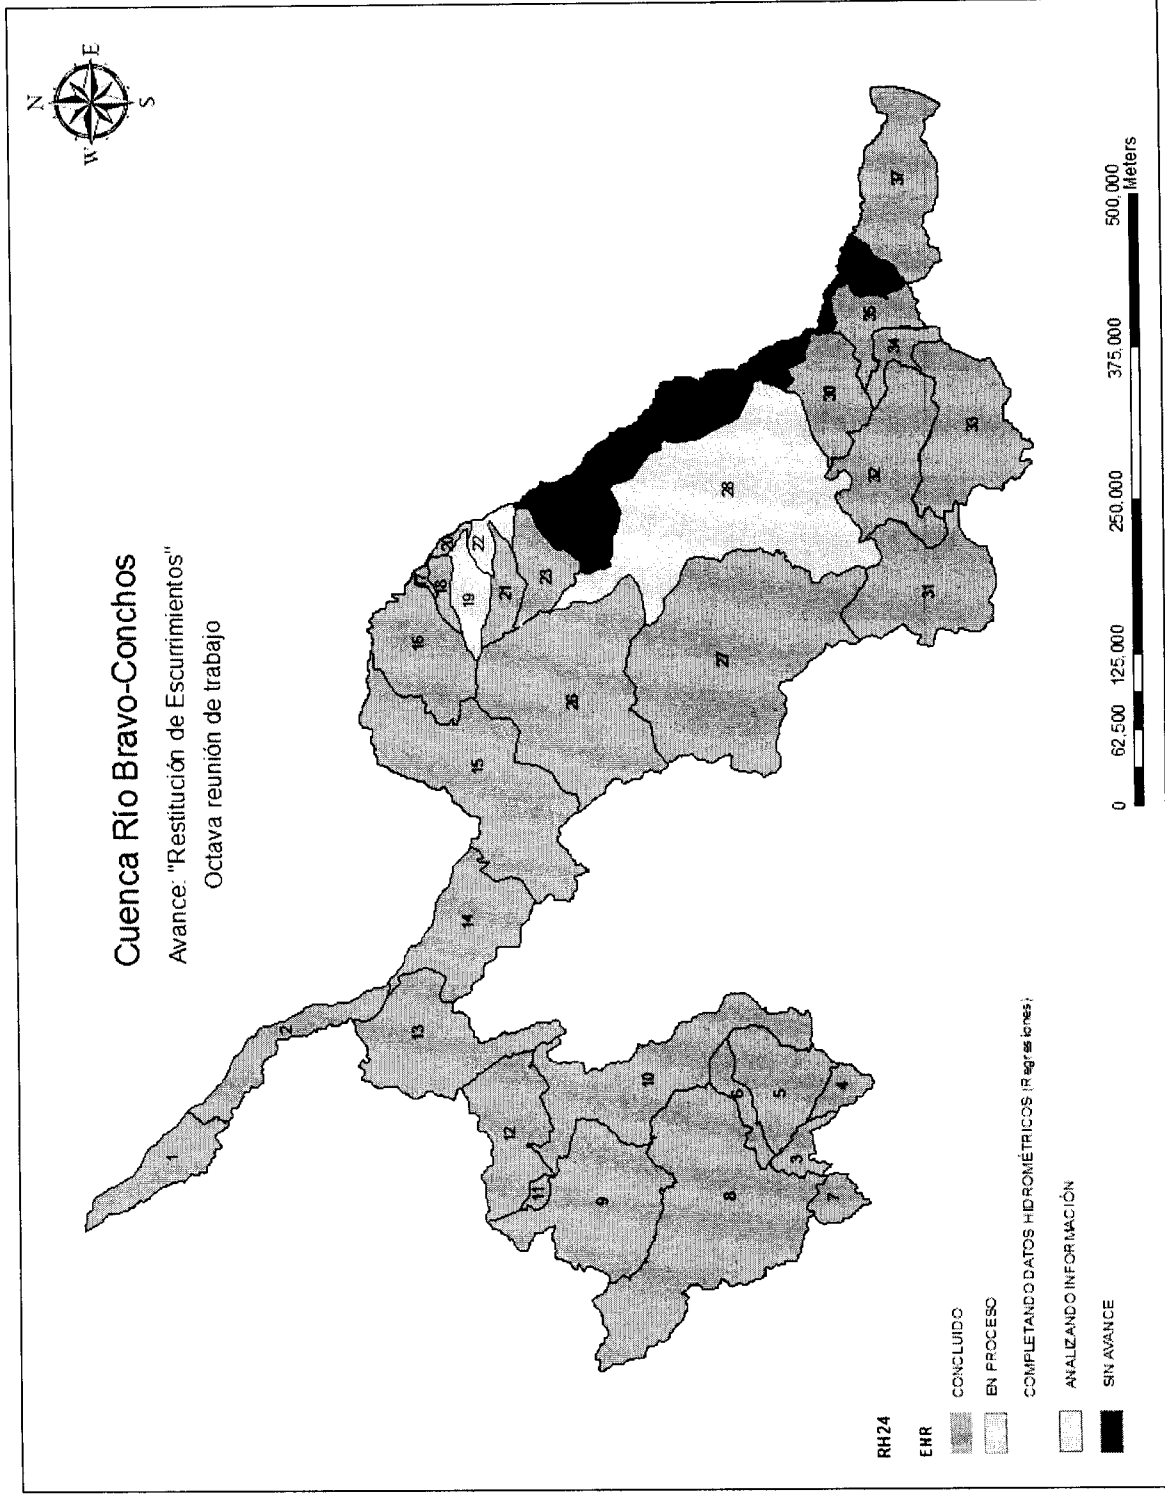 Cuenca Río Bravo-Conchos
Avance: "Restitución de Escurrimientos"
Octava reunión de trabajo
N
W
E
S
1
2
3
4
5
6
7
8
9
10
11
12
13
14
15
16
17
18
19
20
21
22
23
26
27
28
30
31
32
33
34
35
37
RH24
ENR
CONCLUIDO
EN PROCESO
COMPLETANDO DATOS HIDROMÉTRICOS (Regresiones)
ANALIZANDO INFORMACIÓN
SIN AVANCE
0 62,500 125,000 250,000 375,000 500,000
Meters